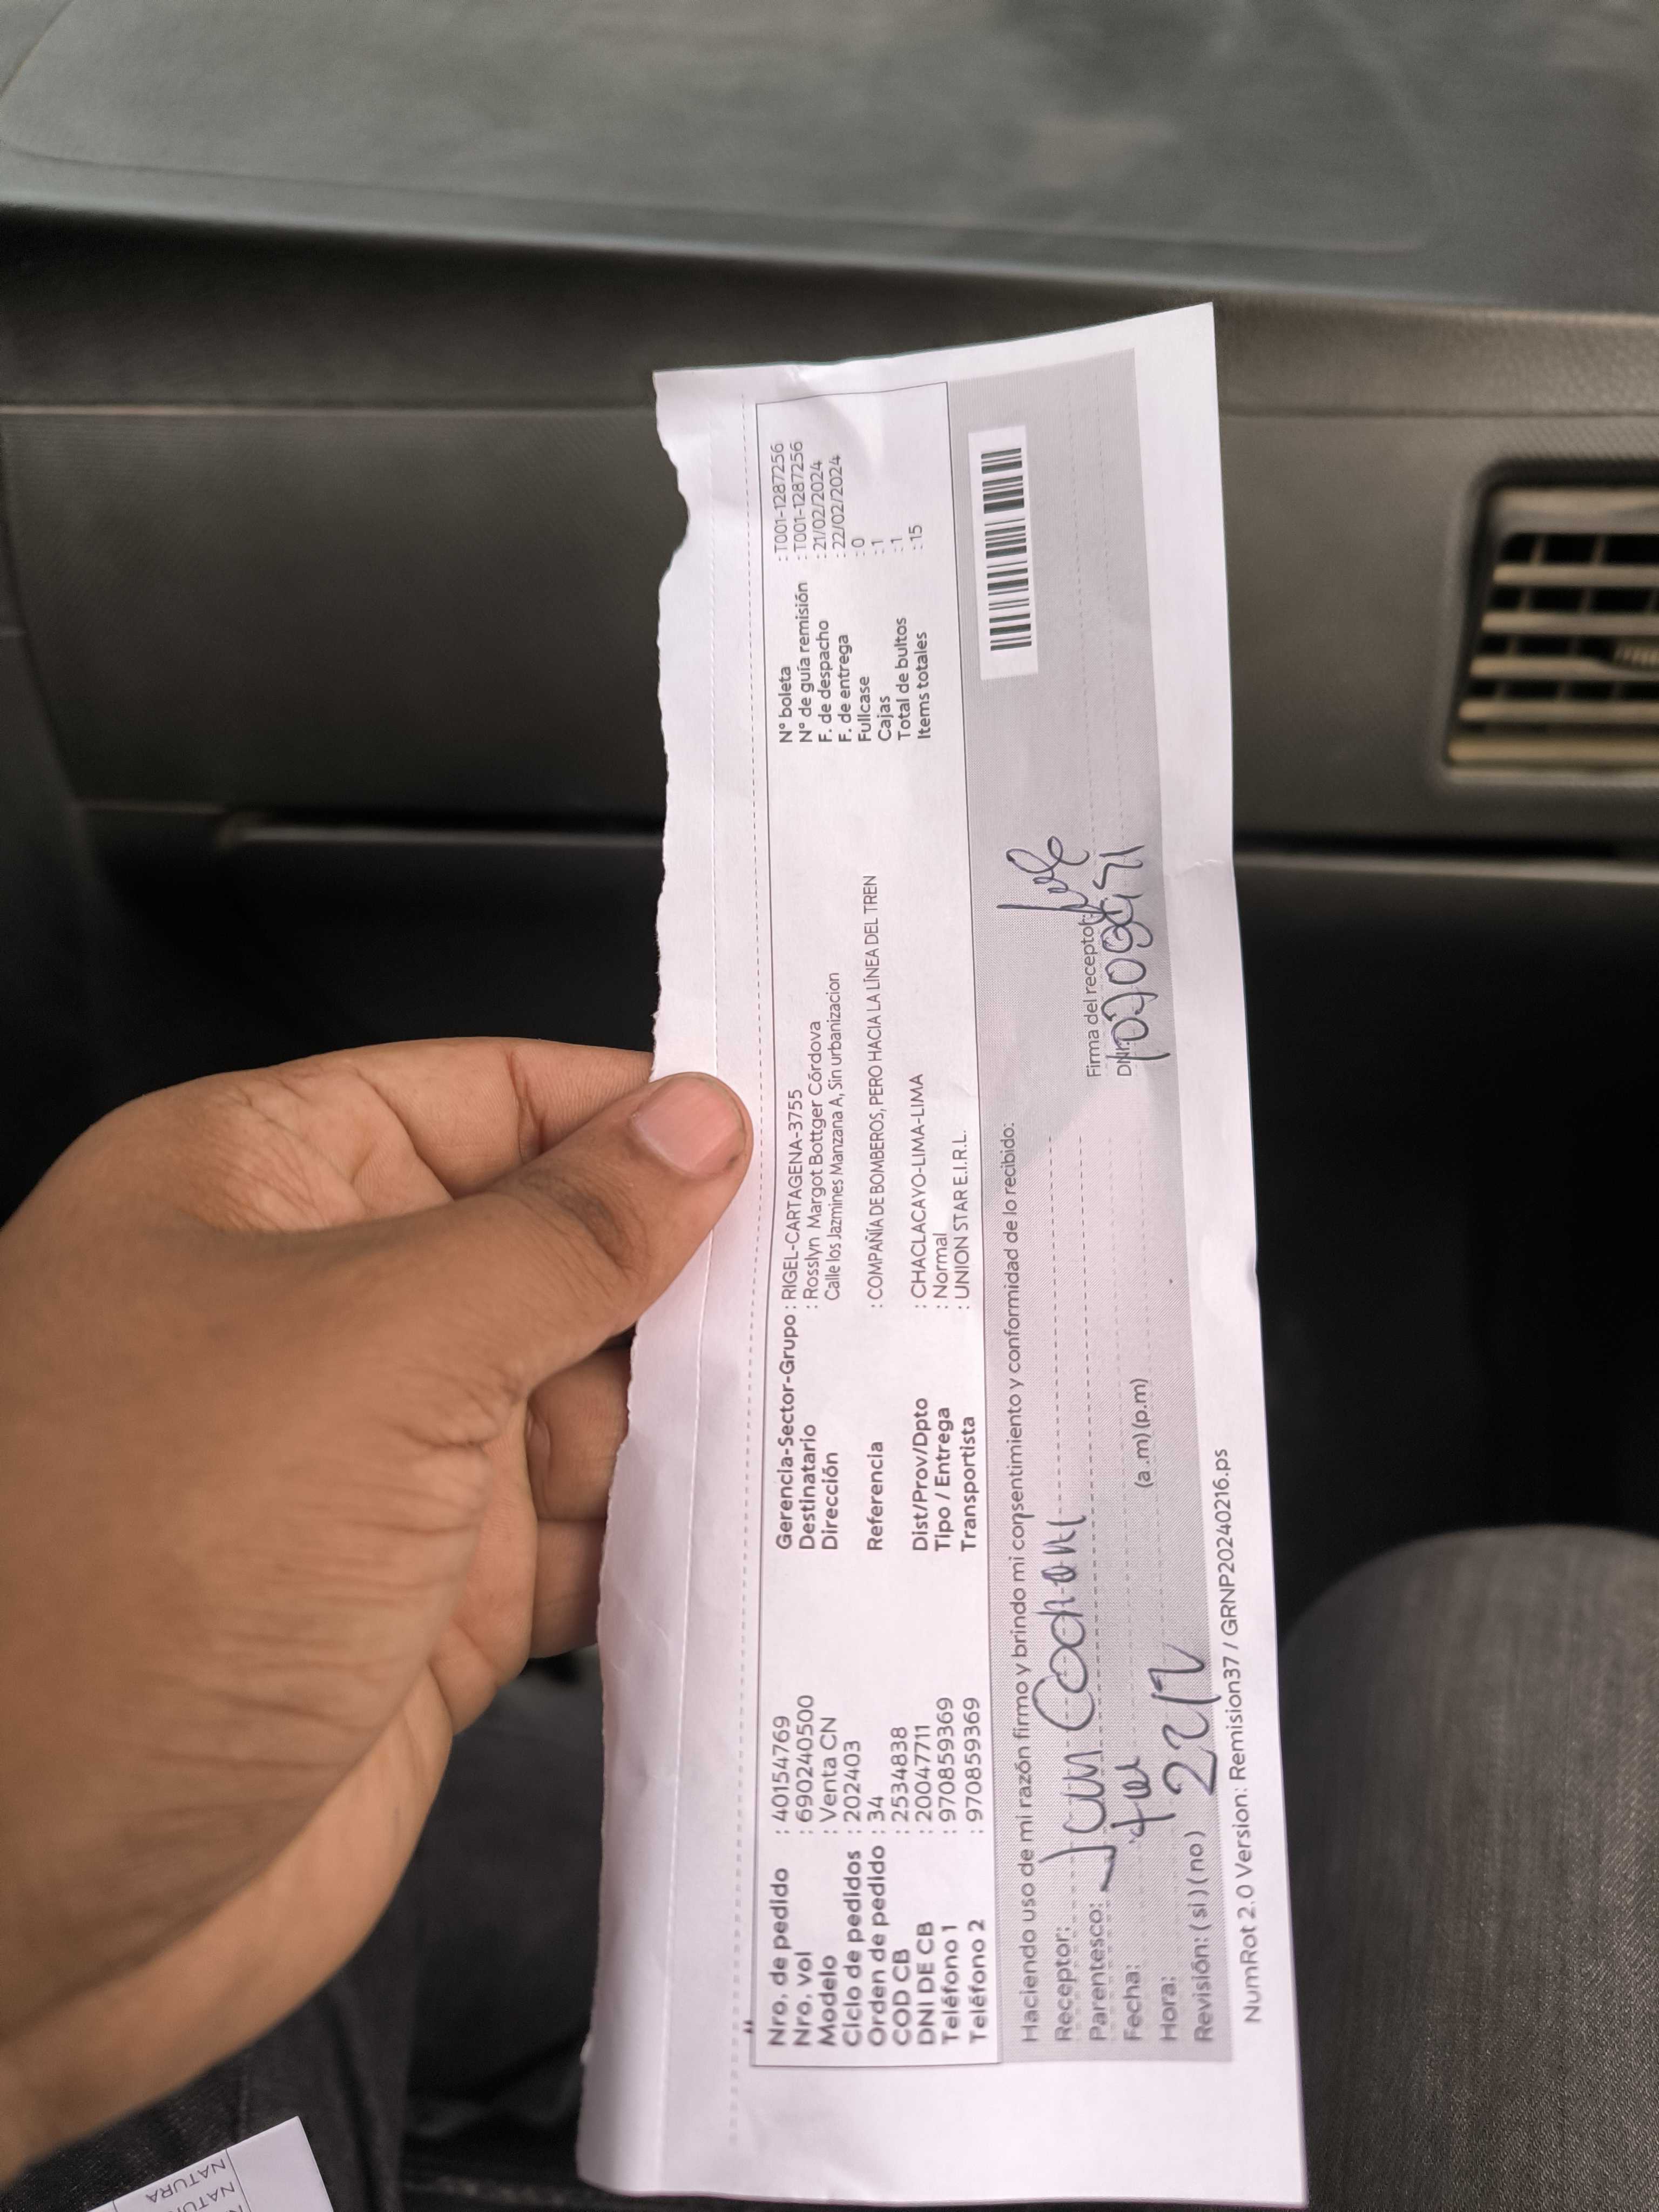 Nro. de pedido : 40154769
Nro, vol : 6902240500
Modelo : Venta CN
Ciclo de pedidos : 202403
Orden de pedido : 34
COD CB : 2534838
DNI DE CB : 20047711
Teléfono 1 : 970859369
Teléfono 2 : 970859369
Gerencia-Sector-Grupo : RIGEL-CARTAGENA-3755
Destinatario : Rosslyn Margot Bottger Córdova
Dirección Calle los Jazmines Manzana A, Sin urbanizacion
Referencia : COMPAÑÍA DE BOMBEROS, PERO HACIA LA LÍNEA DEL TREN
Dist/Prov/Dpto : CHACLACAYO-LIMA-LIMA
Tipo / Entrega : Normal
Transportista : UNION STAR E.I.R.L.
N° boleta : T001-1287256
N° de guía remisión : T001-1287256
F. de despacho : 21/02/2024
F. de entrega : 22/02/2024
Fullcase : 0
Cajas : 1
Total de bultos : 1
Items totales : 15
Haciendo uso de mi razón firmo y brindo mi consentimiento y conformidad de lo recibido:
Receptor: Juan
Parentesco:
Fecha: 22/2
Hora: (a.m)(p.m)
Revisión: (si)(no)
Firma del receptor:
DNI:
NumRot 2.0 Version: Remision37 / GRNP20240216.ps
NATURA